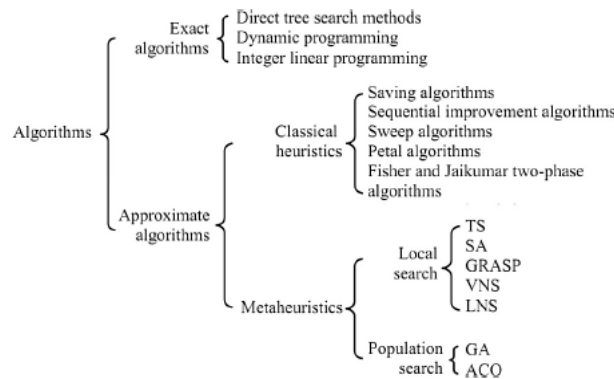 Direct tree search methods
Exact
algorithms
Dynamic programming
Integer linear programming
Algorithms
Saving algorithms
Sequential improvement algorithms
Classical
heuristics
Sweep algorithms
Petal algorithms
Fisher and Jaikumar two-phase
algorithms
Approximate
algorithms
TS
SA
Local
search
GRASP
VNS
LNS
Metaheuristics
Population
search
GA
ACO